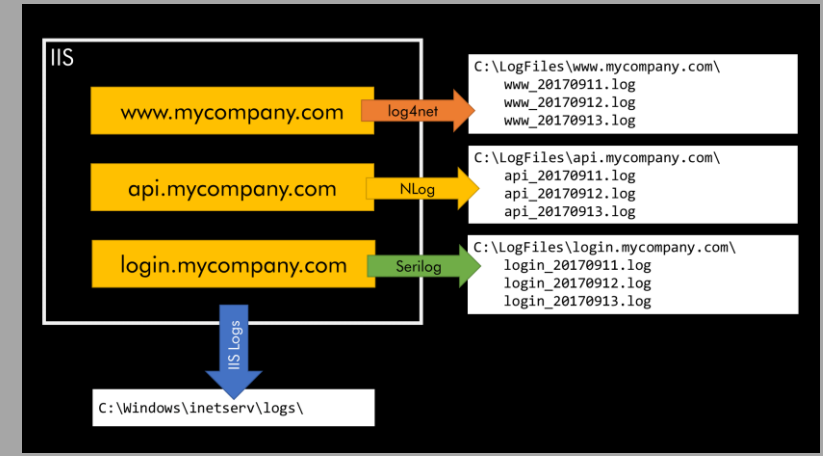 IIS
www.mycompany.com
log4net
C:\LogFiles\www.mycompany.com\
www_20170911.log
www_20170912.log
www_20170913.log
api.mycompany.com
NLog
C:\LogFiles\api.mycompany.com\
api_20170911.log
api_20170912.log
api_20170913.log
login.mycompany.com
Serilog
C:\LogFiles\login.mycompany.com\
login_20170911.log
login_20170912.log
login_20170913.log
IIS Logs
C:\Windows\inetserv\logs\